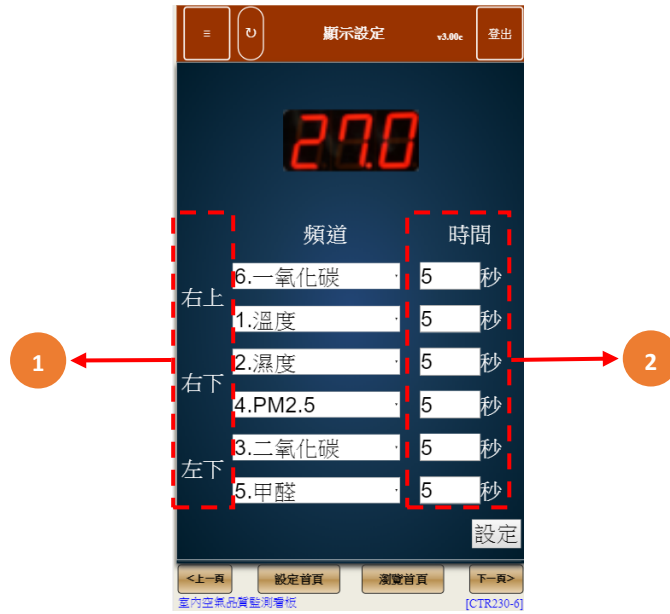 ≡ ↻ 顯示設定 v3.00c 登出
27.0
頻道 時間
右上
6.一氧化碳 5 秒
1.溫度 5 秒
右下
2.濕度 5 秒
4.PM2.5 5 秒
左下
3.二氧化碳 5 秒
5.甲醛 5 秒
1
2
設定
<上一頁 設定首頁 瀏覽首頁 下一頁>
室內空氣品質監測看板 [CTR230-6]